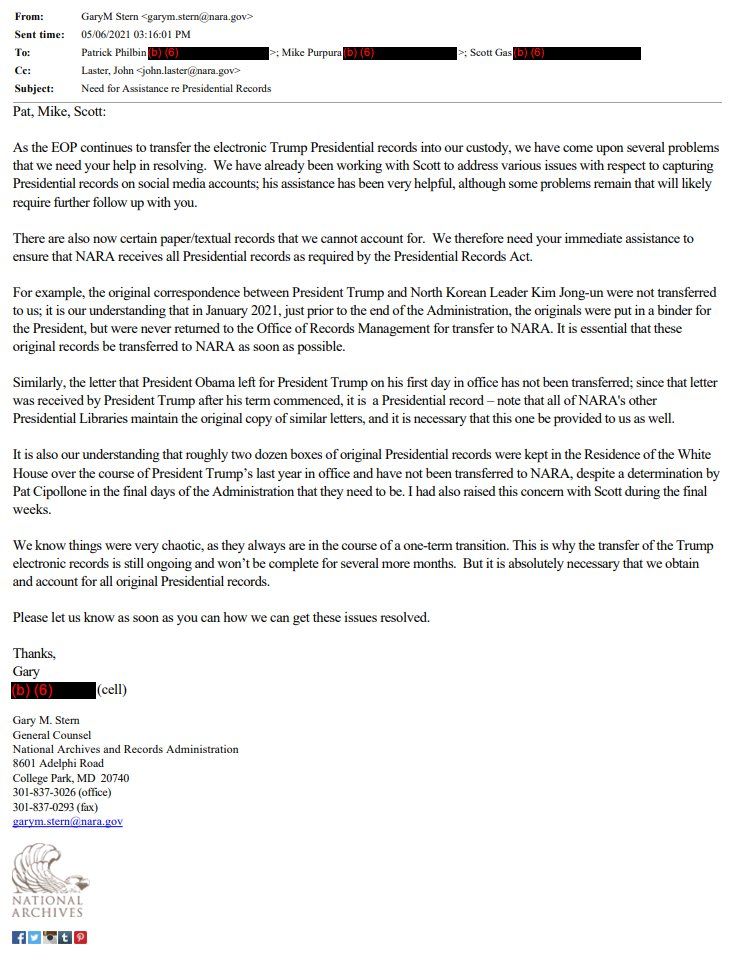 From: GaryM Stern <garym.stern@nara.gov>
Sent time: 05/06/2021 03:16:01 PM
To: Patrick Philbin (b) (6) >; Mike Purpura (b) (6) >; Scott Gas (b) (6)
Cc: Laster, John <john.laster@nara.gov>
Subject: Need for Assistance re Presidential Records
Pat, Mike, Scott:
As the EOP continues to transfer the electronic Trump Presidential records into our custody, we have come upon several problems
that we need your help in resolving. We have already been working with Scott to address various issues with respect to capturing
Presidential records on social media accounts; his assistance has been very helpful, although some problems remain that will likely
require further follow up with you.
There are also now certain paper/textual records that we cannot account for. We therefore need your immediate assistance to
ensure that NARA receives all Presidential records as required by the Presidential Records Act.
For example, the original correspondence between President Trump and North Korean Leader Kim Jong-un were not transferred
to us; it is our understanding that in January 2021, just prior to the end of the Administration, the originals were put in a binder for
the President, but were never returned to the Office of Records Management for transfer to NARA. It is essential that these
original records be transferred to NARA as soon as possible.
Similarly, the letter that President Obama left for President Trump on his first day in office has not been transferred; since that letter
was received by President Trump after his term commenced, it is a Presidential record – note that all of NARA's other
Presidential Libraries maintain the original copy of similar letters, and it is necessary that this one be provided to us as well.
It is also our understanding that roughly two dozen boxes of original Presidential records were kept in the Residence of the White
House over the course of President Trump’s last year in office and have not been transferred to NARA, despite a determination by
Pat Cipollone in the final days of the Administration that they need to be. I had also raised this concern with Scott during the final
weeks.
We know things were very chaotic, as they always are in the course of a one-term transition. This is why the transfer of the Trump
electronic records is still ongoing and won’t be complete for several more months. But it is absolutely necessary that we obtain
and account for all original Presidential records.
Please let us know as soon as you can how we can get these issues resolved.
Thanks,
Gary
(b) (6) (cell)
Gary M. Stern
General Counsel
National Archives and Records Administration
8601 Adelphi Road
College Park, MD 20740
301-837-3026 (office)
301-837-0293 (fax)
garym.stern@nara.gov
NATIONAL
ARCHIVES